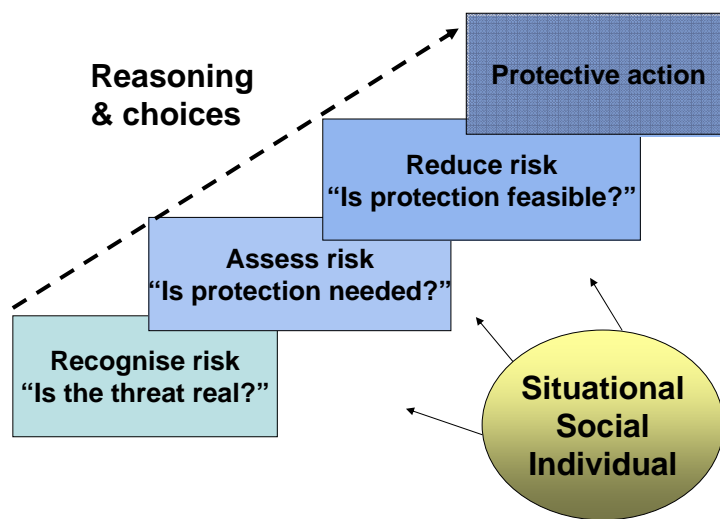 Reasoning
& choices
Protective action
Reduce risk
“Is protection feasible?”
Assess risk
“Is protection needed?”
Recognise risk
“Is the threat real?”
Situational
Social
Individual